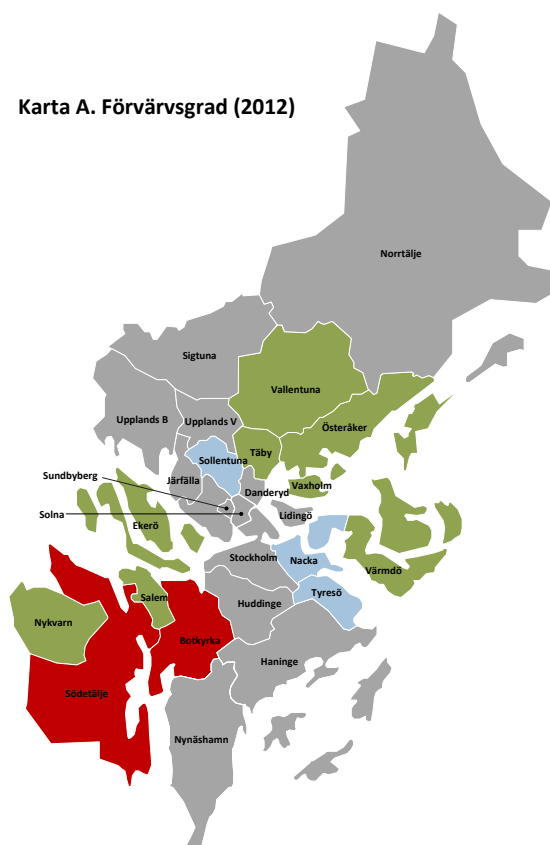 Karta A. Förvärvsgrad (2012)
Norrtälje
Sigtuna
Vallentuna
Upplands B
Upplands V
Österåker
Täby
Sollentuna
Sundbyberg
Järfälla
Danderyd
Vaxholm
Solna
Ekerö
Lidingö
Stockholm
Nacka
Värmdö
Salem
Huddinge
Tyresö
Nykvarn
Botkyrka
Haninge
Södetälje
Nynäshamn